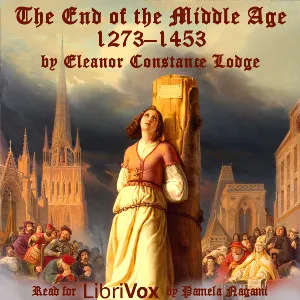 The End of the Middle Age
1273–1453
by Eleanor Constance Lodge
Read for LibriVox by Pamela Nagami